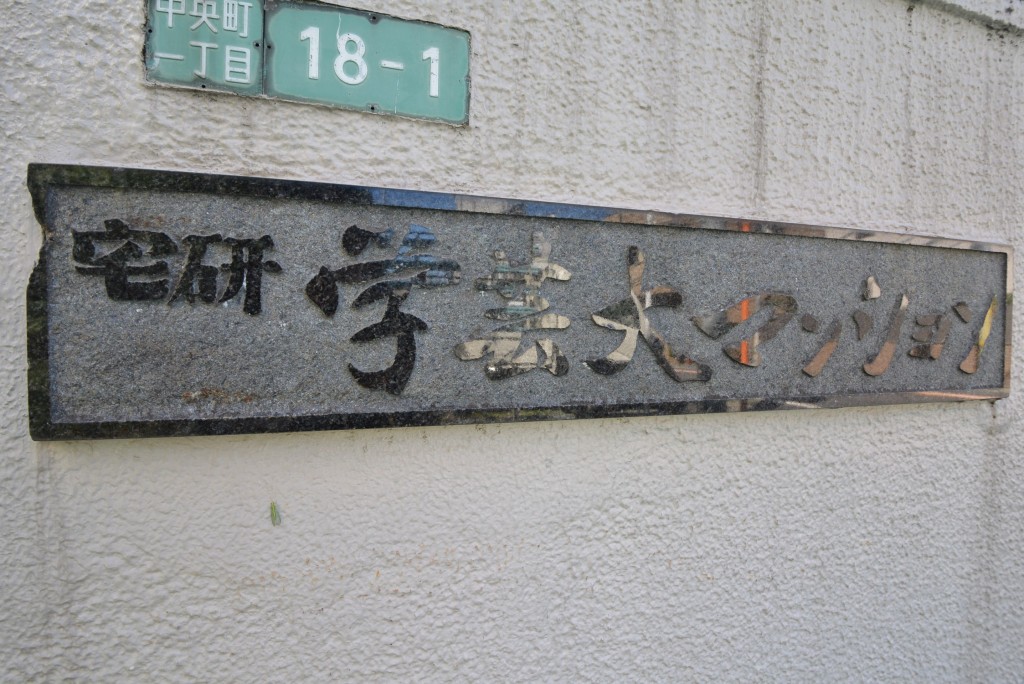 中央町
一丁目
18-1
宅研 学芸大マンション